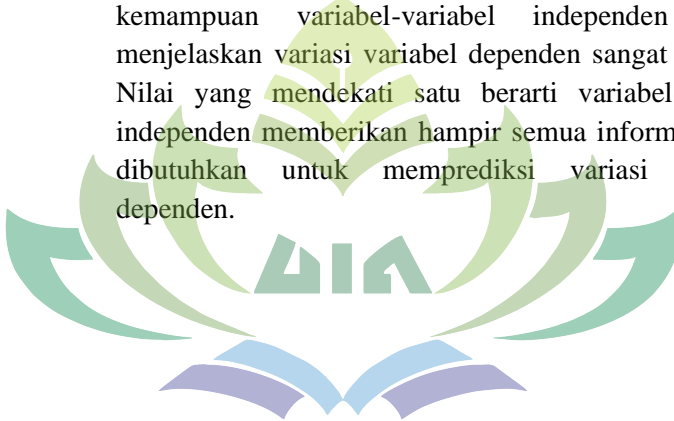 kemampuan variabel-variabel independen
menjelaskan variasi variabel dependen sangat
Nilai yang mendekati satu berarti variabel
independen memberikan hampir semua inform
dibutuhkan untuk memprediksi variasi
dependen.
UIN